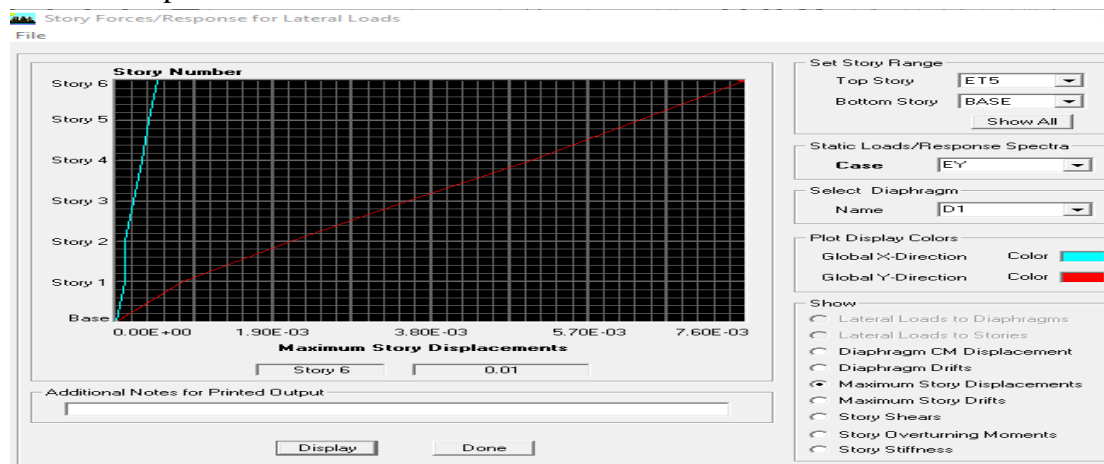 Story Forces/Response for Lateral Loads
File
Story Number
Story 6
Story 5
Story 4
Story 3
Story 2
Story 1
Base
0.00E+00 1.90E-03 3.80E-03 5.70E-03 7.60E-03
Maximum Story Displacements
Story 6 0.01
Additional Notes for Printed Output
Display Done
Set Story Range
Top Story ET5
Bottom Story BASE
Show All
Static Loads/Response Spectra
Case EY
Select Diaphragm
Name D1
Plot Display Colors
Global X-Direction Color
Global Y-Direction Color
Show
Lateral Loads to Diaphragms
Lateral Loads to Stories
Diaphragm CM Displacement
Diaphragm Drifts
Maximum Story Displacements
Maximum Story Drifts
Story Shears
Story Overturning Moments
Story Stiffness